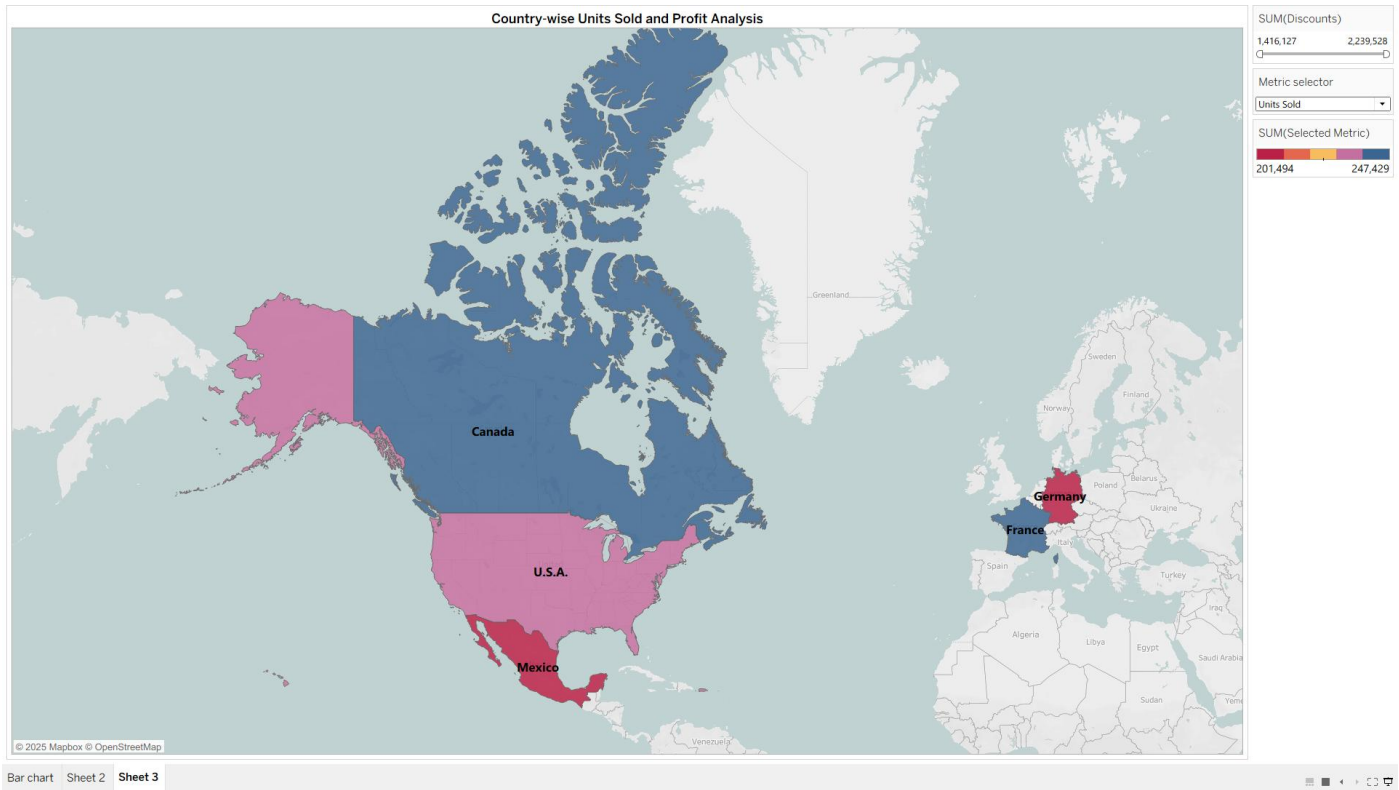 Country-wise Units Sold and Profit Analysis
SUM(Discounts)
1,416,127 2,239,528
Metric selector
Units Sold
SUM(Selected Metric)
201,494 247,429
Greenland
Sweden
Finland
Norway
Canada
Germany
Poland
Belarus
Ukraine
France
Italy
Spain
Turkey
U.S.A.
Iraq
Algeria
Libya
Egypt
Saudi Arabia
Mexico
Sudan
Yeme
Venezuela
© 2025 Mapbox © OpenStreetMap
Bar chart Sheet 2 Sheet 3